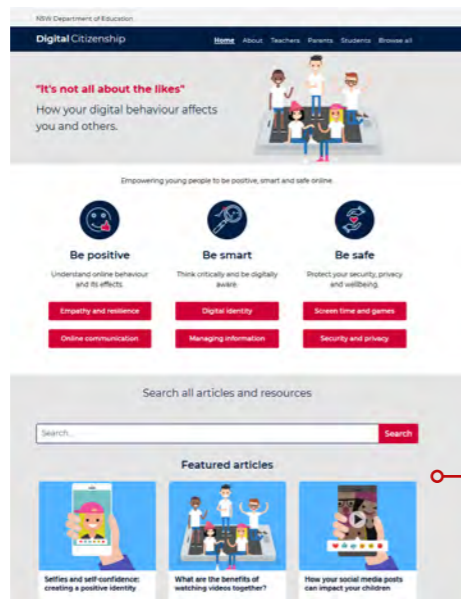 NSW Department of Education
Digital Citizenship
Home About Teachers Parents Students Browse all
"It's not all about the likes"
How your digital behaviour affects
you and others.
Empowering young people to be positive, smart and safe online.
Be positive
Understand online behaviour
and its effects.
Empathy and resilience
Online communication
Be smart
Think critically and be digitally
aware.
Digital identity
Managing information
Be safe
Protect your security, privacy
and wellbeing.
Screen time and games
Security and privacy
Search all articles and resources
Search...
Search
Featured articles
Selfies and self-confidence:
creating a positive identity
What are the benefits of
watching videos together?
How your social media posts
can impact your children